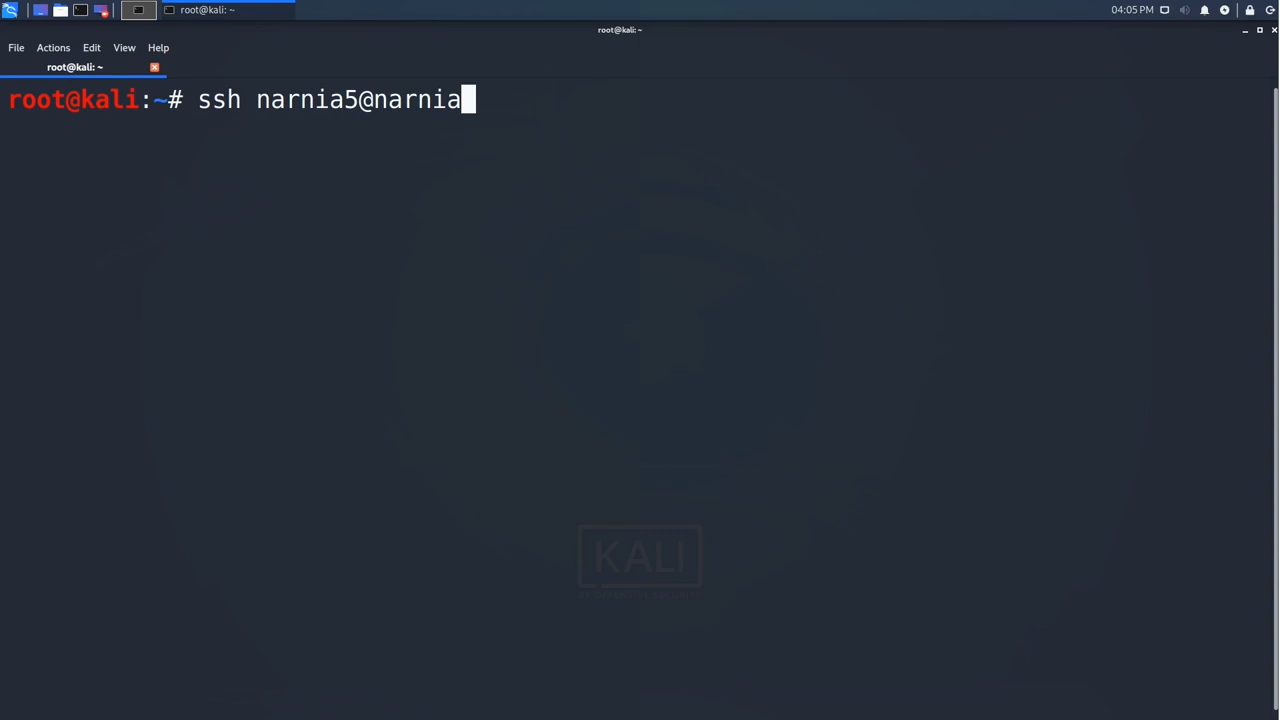 root@kali: ~
04:05 PM
root@kali: ~
File Actions Edit View Help
root@kali: ~
root@kali:~# ssh narnia5@narnia
KALI